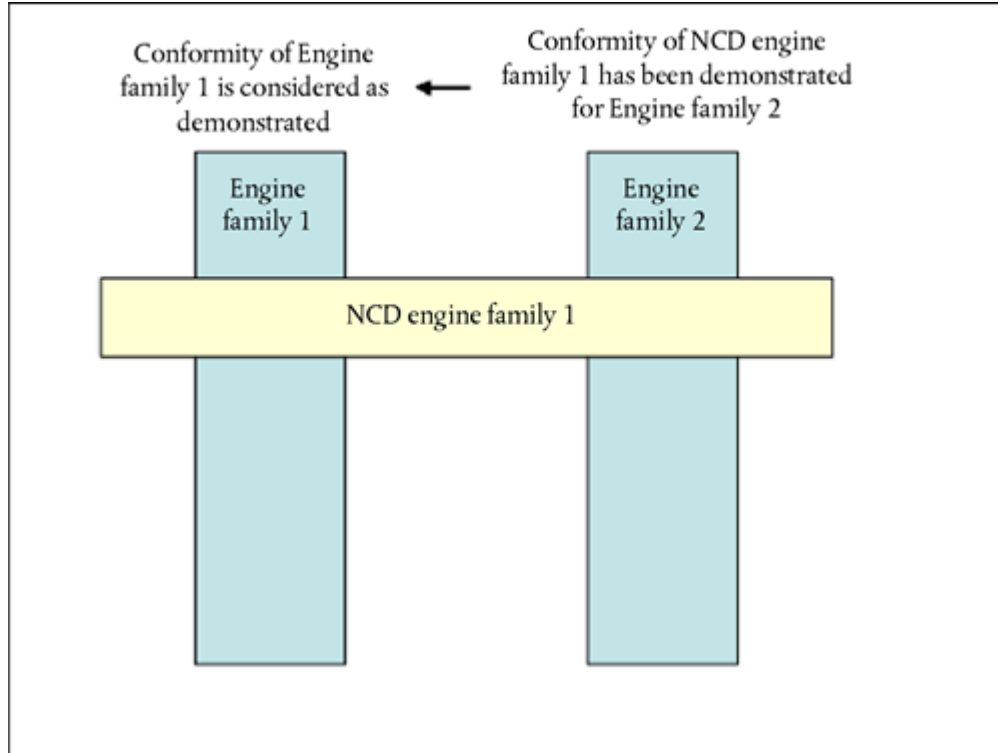 Conformity of Engine
family 1 is considered as
demonstrated
Conformity of NCD engine
family 1 has been demonstrated
for Engine family 2
Engine
family 1
Engine
family 2
NCD engine family 1